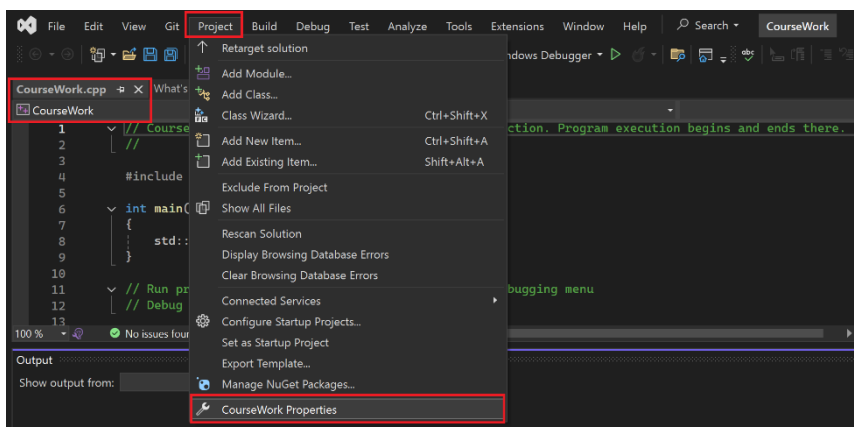 File Edit View Git Project Build Debug Test Analyze Tools Extensions Window Help Search CourseWork
Retarget solution
ndows Debugger
Add Module...
CourseWork.cpp What's
Add Class...
CourseWork
Class Wizard... Ctrl+Shift+X
1 // Course ction. Program execution begins and ends there.
2 //
Add New Item... Ctrl+Shift+A
3
Add Existing Item... Shift+Alt+A
4 #include
5
Exclude From Project
6 int main(
Show All Files
7 {
8 std::
Rescan Solution
9 }
Display Browsing Database Errors
10
Clear Browsing Database Errors
11 // Run pr bugging menu
12 // Debug
Connected Services
13
Configure Startup Projects...
100 % No issues four
Set as Startup Project
Output
Export Template...
Show output from:
Manage NuGet Packages...
CourseWork Properties